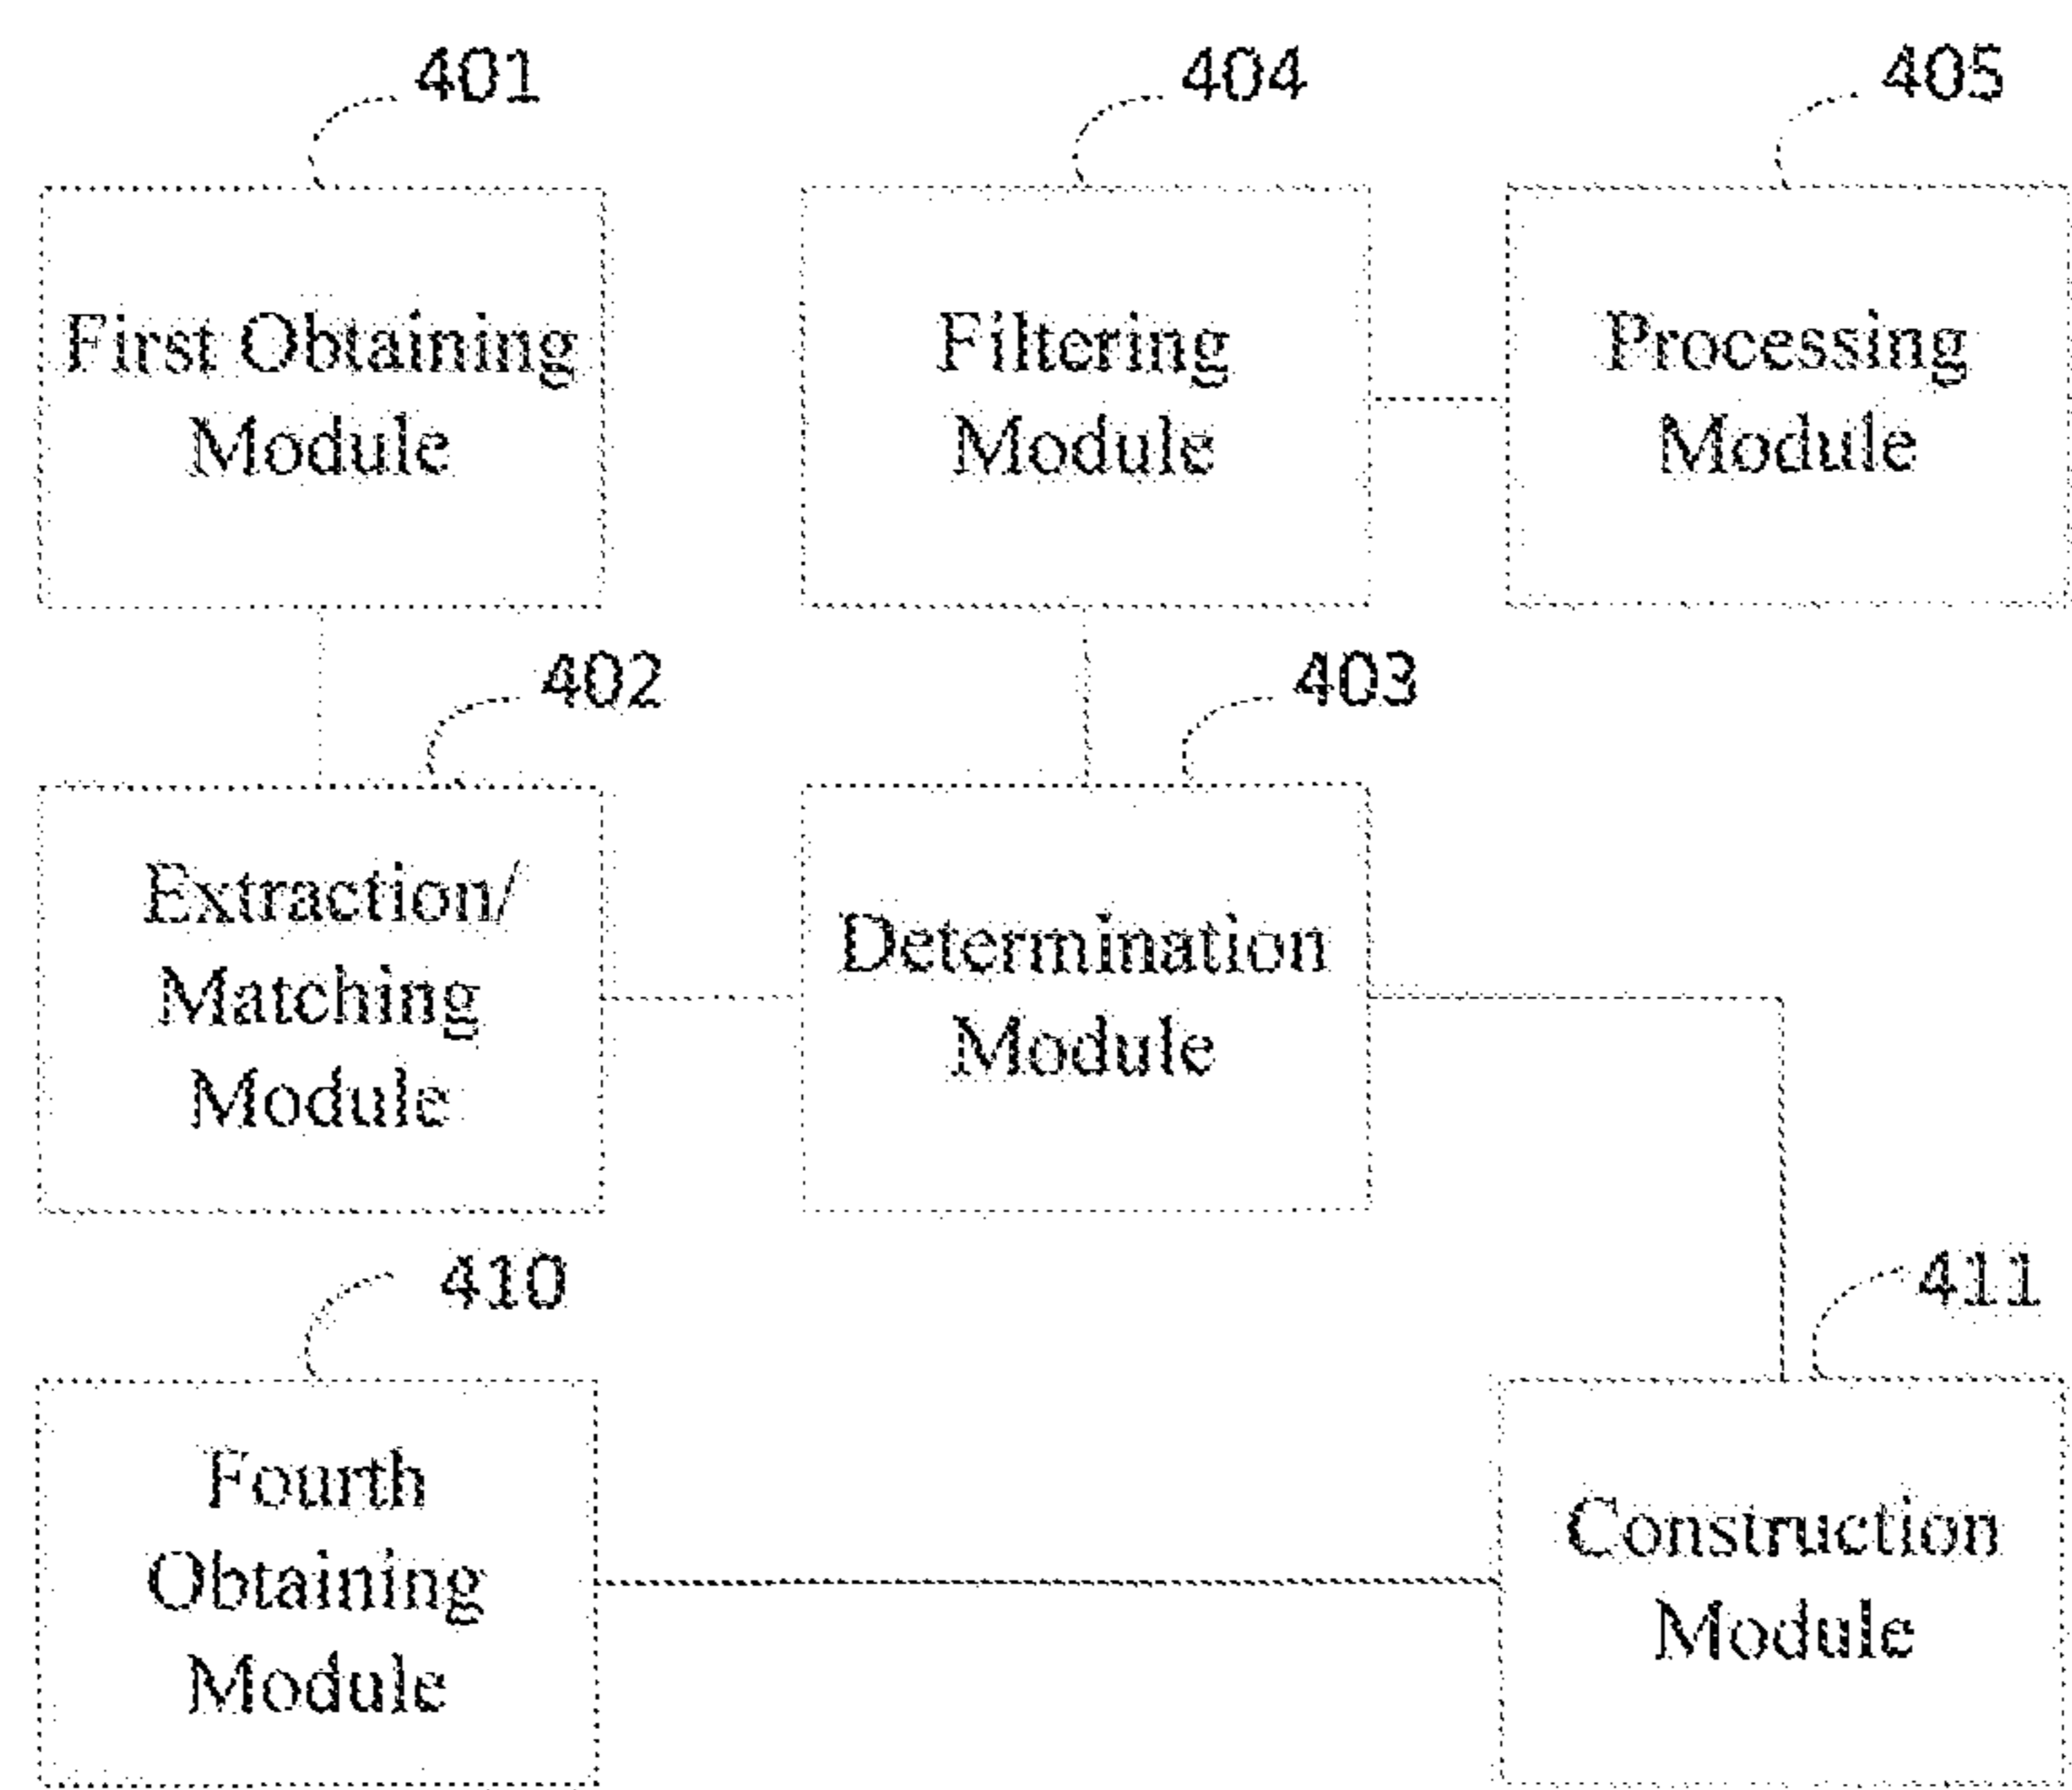 401
404
405
First Obtaining
Module
Filtering
Module
Processing
Module
402
403
Extraction/
Matching
Module
Determination
Module
410
411
Fourth
Obtaining
Module
Construction
Module